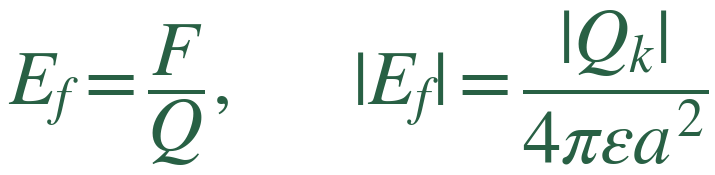 E_f = F/Q, |E_f| = |Q_k|/(4πεa²)